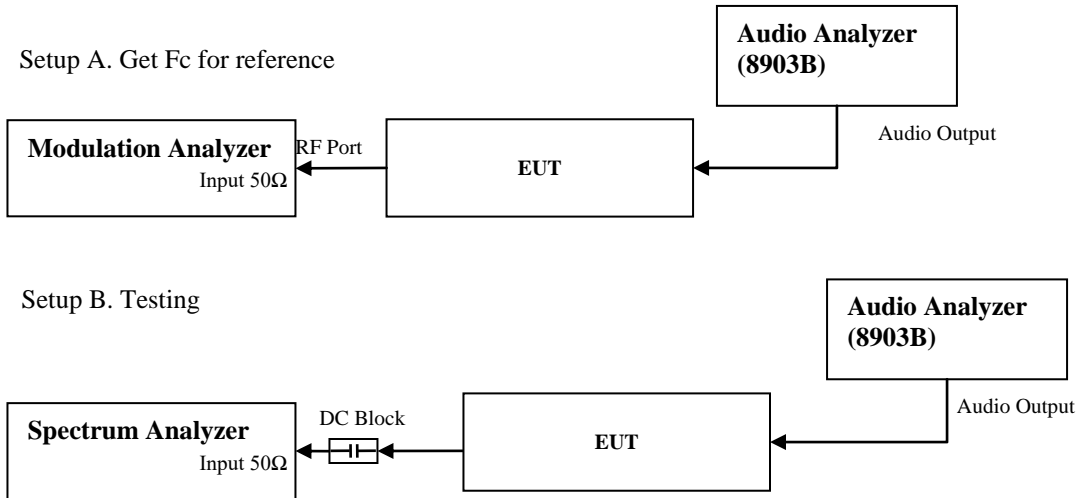 Setup A. Get Fc for reference
Audio Analyzer
(8903B)
Audio Output
Modulation Analyzer
Input 50Ω
RF Port
EUT
Setup B. Testing
Audio Analyzer
(8903B)
Audio Output
Spectrum Analyzer
Input 50Ω
DC Block
EUT